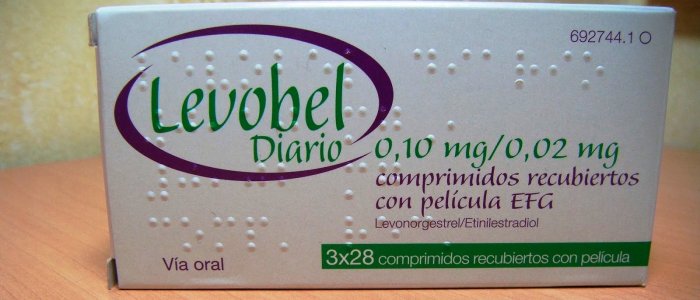 692744.1 O
Levobel
Diario
0,10 mg/0,02 mg
comprimidos recubiertos
con película EFG
Levonorgestrel/Etinilestradiol
Vía oral
3x28 comprimidos recubiertos con película